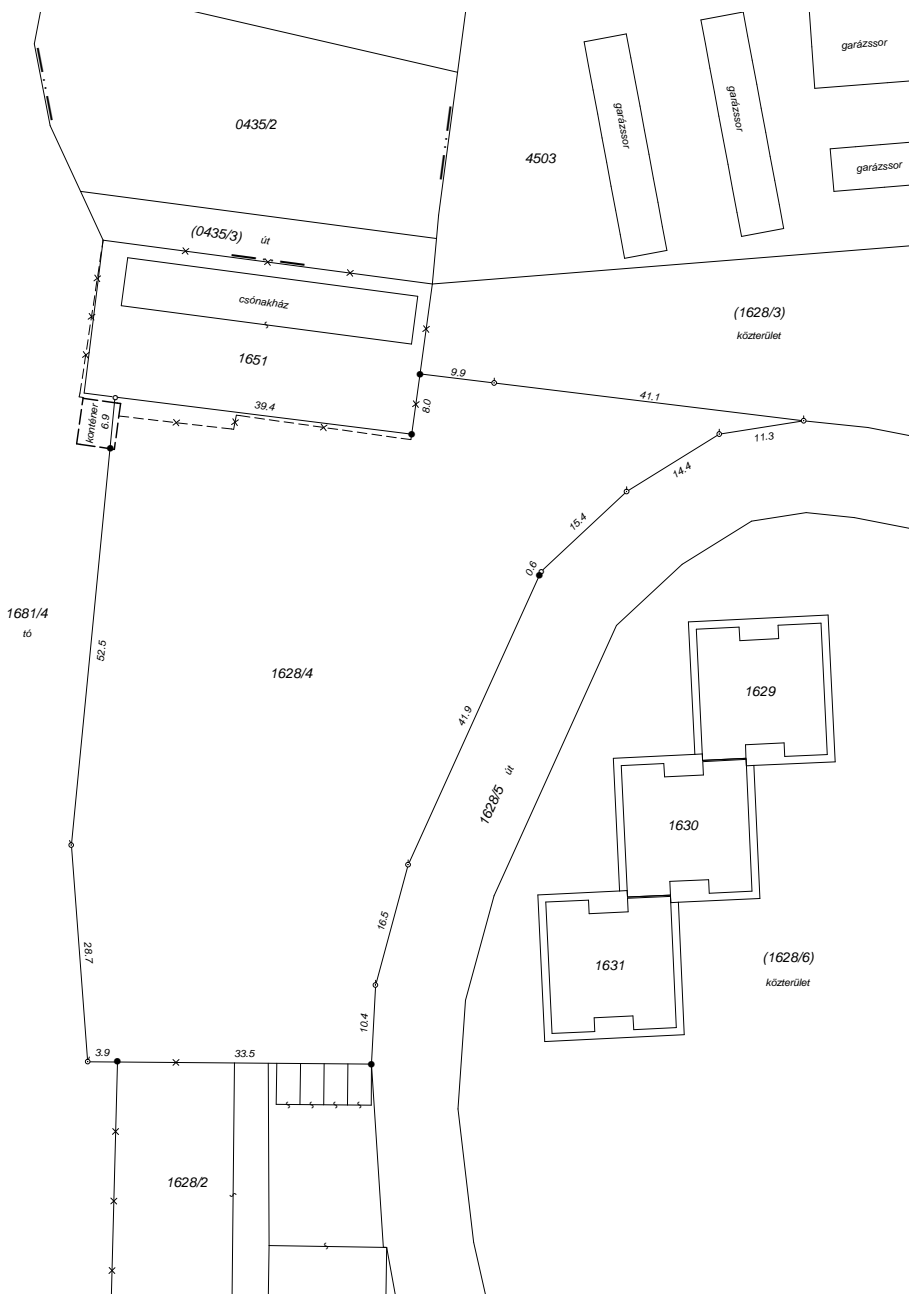 garázssor
garázssor
garázssor
garázssor
0435/2
4503
(0435/3) út
csónakház
(1628/3)
közterület
1651
9.9
41.1
8.0
39.4
konténer
6.9
11.3
14.4
15.4
0.6
1681/4
tó
52.5
1628/4
1629
41.9
1628/5 út
1630
16.5
28.7
1631
(1628/6)
közterület
10.4
3.9
33.5
1628/2